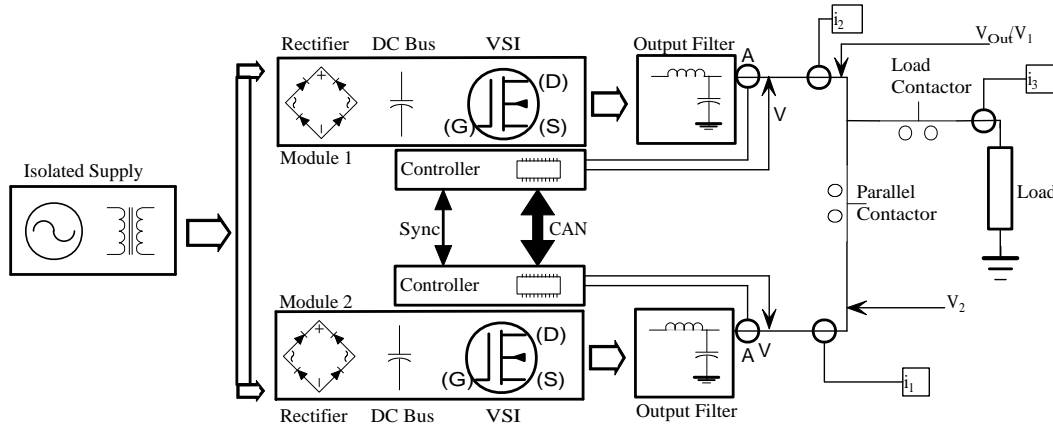 i2
Rectifier
DC Bus
VSI
Output Filter
A
VOut/V1
(D)
Load
Contactor
i3
(G)
(S)
V
Module 1
Isolated Supply
Controller
Sync
CAN
Parallel
Contactor
Load
Controller
Module 2
V2
(D)
A
V
(G)
(S)
i1
Rectifier
DC Bus
VSI
Output Filter